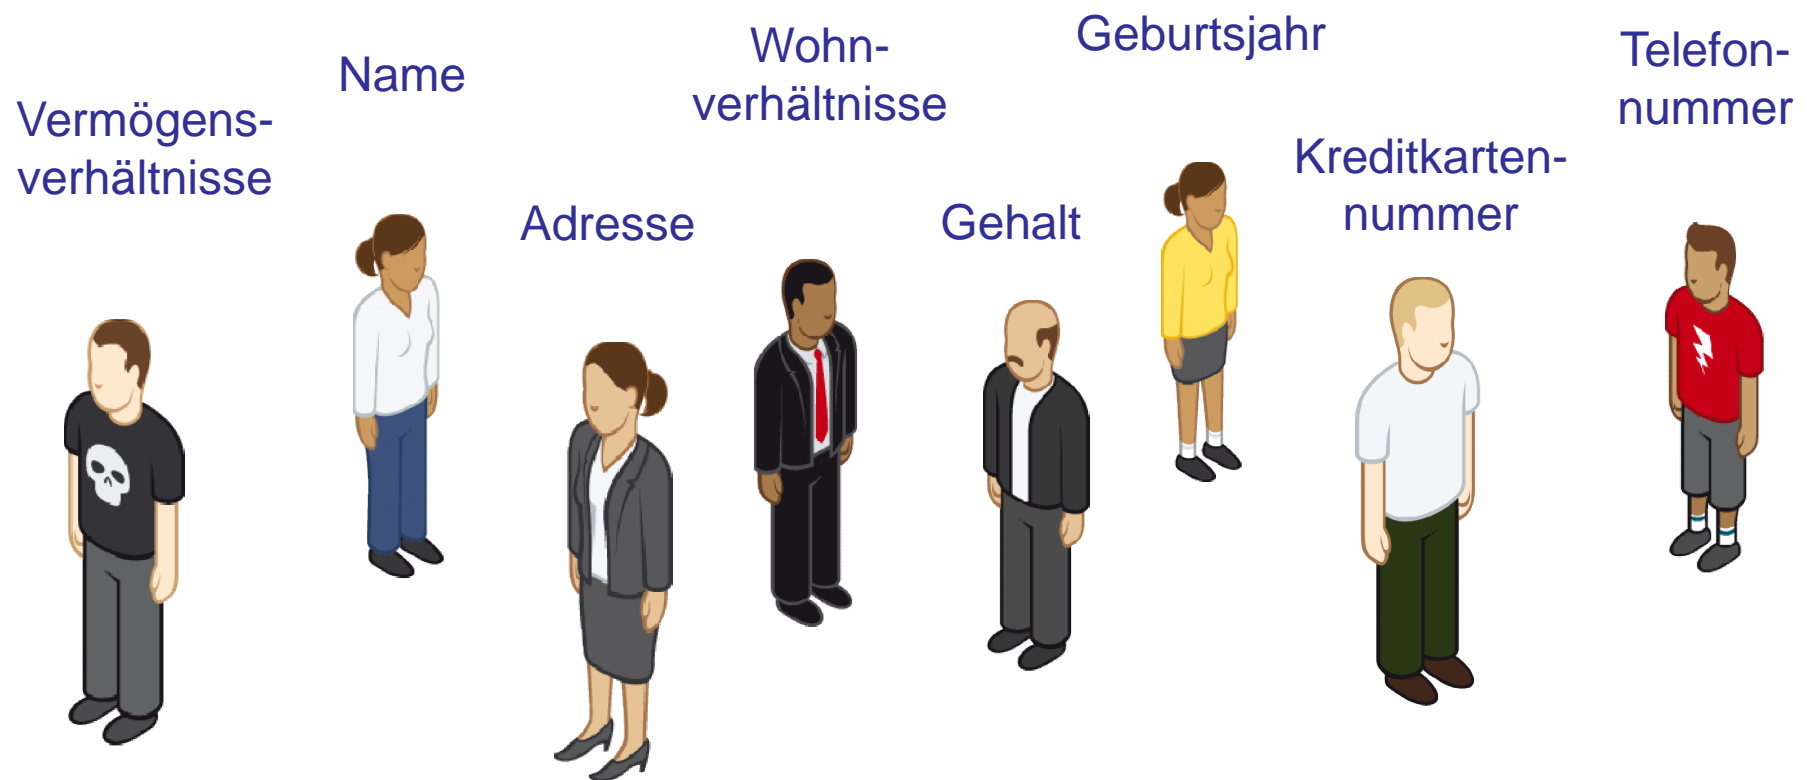 Vermögens-
verhältnisse
Name
Adresse
Wohn-
verhältnisse
Gehalt
Geburtsjahr
Kreditkarten-
nummer
Telefon-
nummer